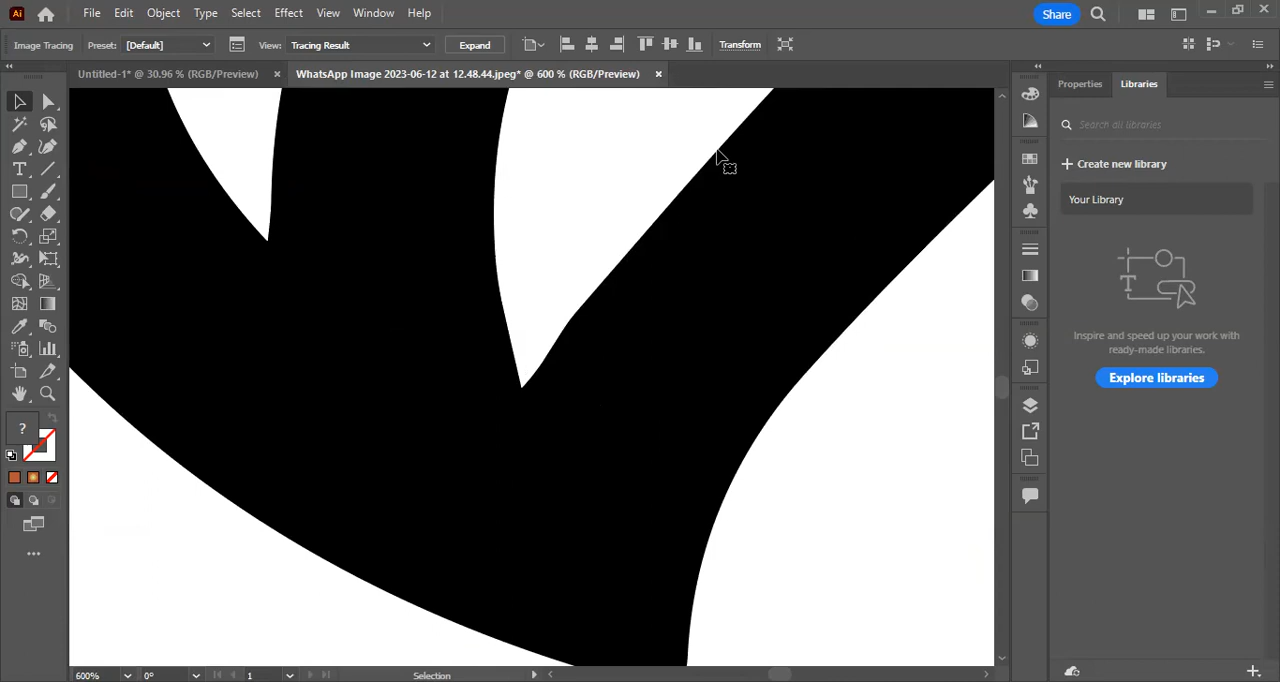 Ai File Edit Object Type Select Effect View Window Help Share
Image Tracing Preset: [Default] View: Tracing Result Expand Transform
Untitled-1* @ 30.96 % (RGB/Preview) × WhatsApp Image 2023-06-12 at 12.48.44.jpeg* @ 600 % (RGB/Preview) ×
Properties Libraries
Search all libraries
+ Create new library
Your Library
T
Inspire and speed up your work with
ready-made libraries.
Explore libraries
?
600% 0° 1 Selection